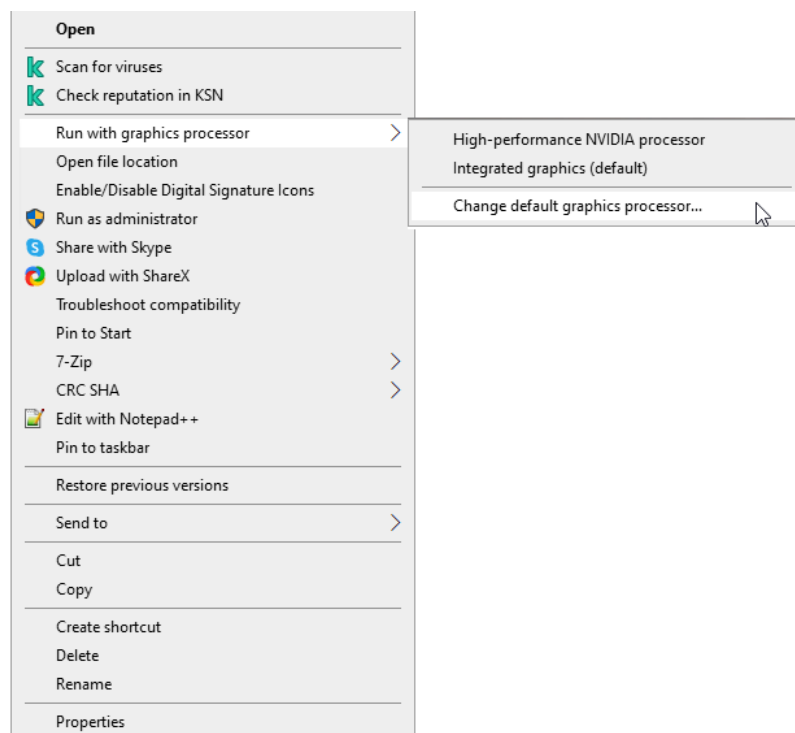 Open
Scan for viruses
Check reputation in KSN
Run with graphics processor
High-performance NVIDIA processor
Integrated graphics (default)
Change default graphics processor...
Open file location
Enable/Disable Digital Signature Icons
Run as administrator
Share with Skype
Upload with ShareX
Troubleshoot compatibility
Pin to Start
7-Zip
CRC SHA
Edit with Notepad++
Pin to taskbar
Restore previous versions
Send to
Cut
Copy
Create shortcut
Delete
Rename
Properties